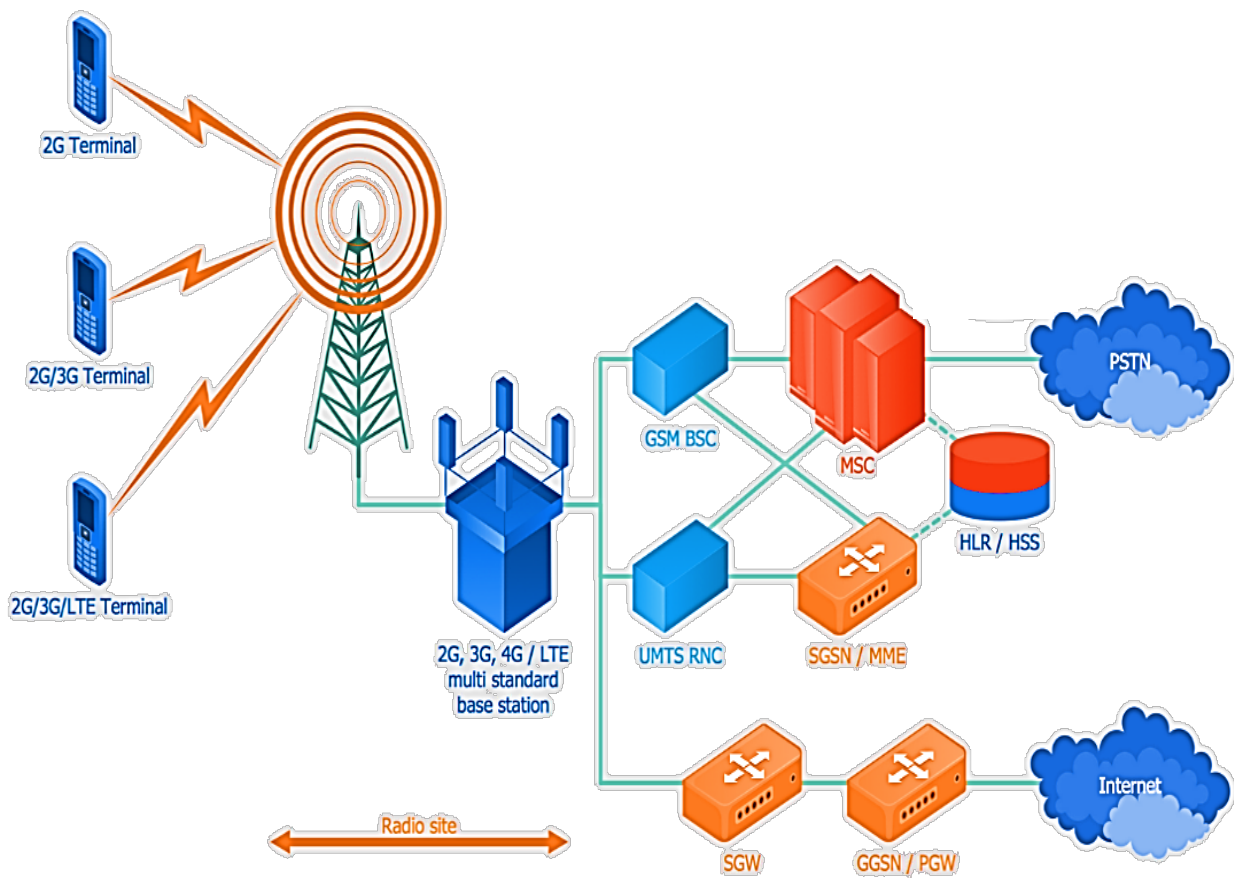 2G Terminal
2G/3G Terminal
2G/3G/LTE Terminal
2G, 3G, 4G / LTE
multi standard
base station
Radio site
GSM BSC
MSC
PSTN
HLR / HSS
UMTS RNC
SGSN / MME
SGW
GGSN / PGW
Internet